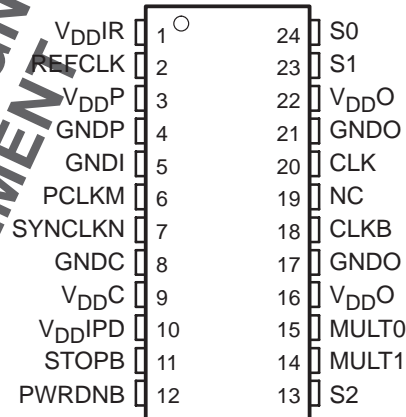 VDDIR 1 24 S0
REFCLK 2 23 S1
VDDP 3 22 VDDO
GNDP 4 21 GNDO
GNDI 5 20 CLK
PCLKM 6 19 NC
SYNCLKN 7 18 CLKB
GNDC 8 17 GNDO
VDDC 9 16 VDDO
VDDIPD 10 15 MULT0
STOPB 11 14 MULT1
PWRDNB 12 13 S2